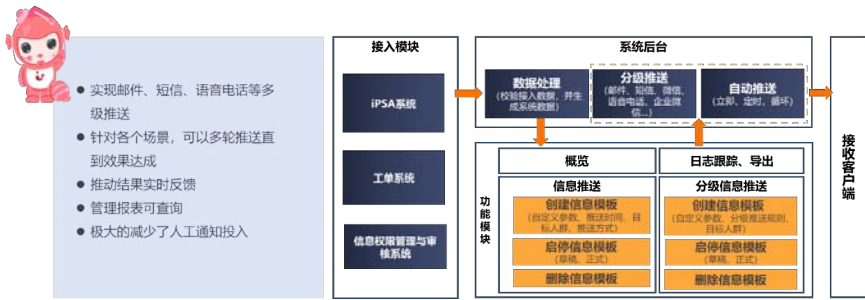 ● 实现邮件、短信、语音电话等多
级推送
● 针对各个场景，可以多轮推送直
到效果达成
● 推动结果实时反馈
● 管理报表可查询
● 极大的减少了人工通知投入
接入模块
iPSA系统
工单系统
信息权限管理与审
核系统
系统后台
数据处理
(校验接入数据，并生
成系统数据)
分级推送
(邮件、短信、微信、
语音电话、企业微
信...)
自动推送
(立即、定时、循环)
功能模块
概览
日志跟踪、导出
信息推送
创建信息模板
(自定义参数、推送时间、目
标人群、推送方式)
启停信息模板
(草稿、正式)
删除信息模板
分级信息推送
创建信息模板
(自定义参数、分级推送规则、
目标人群)
启停信息模板
(草稿、正式)
删除信息模板
接收客户端